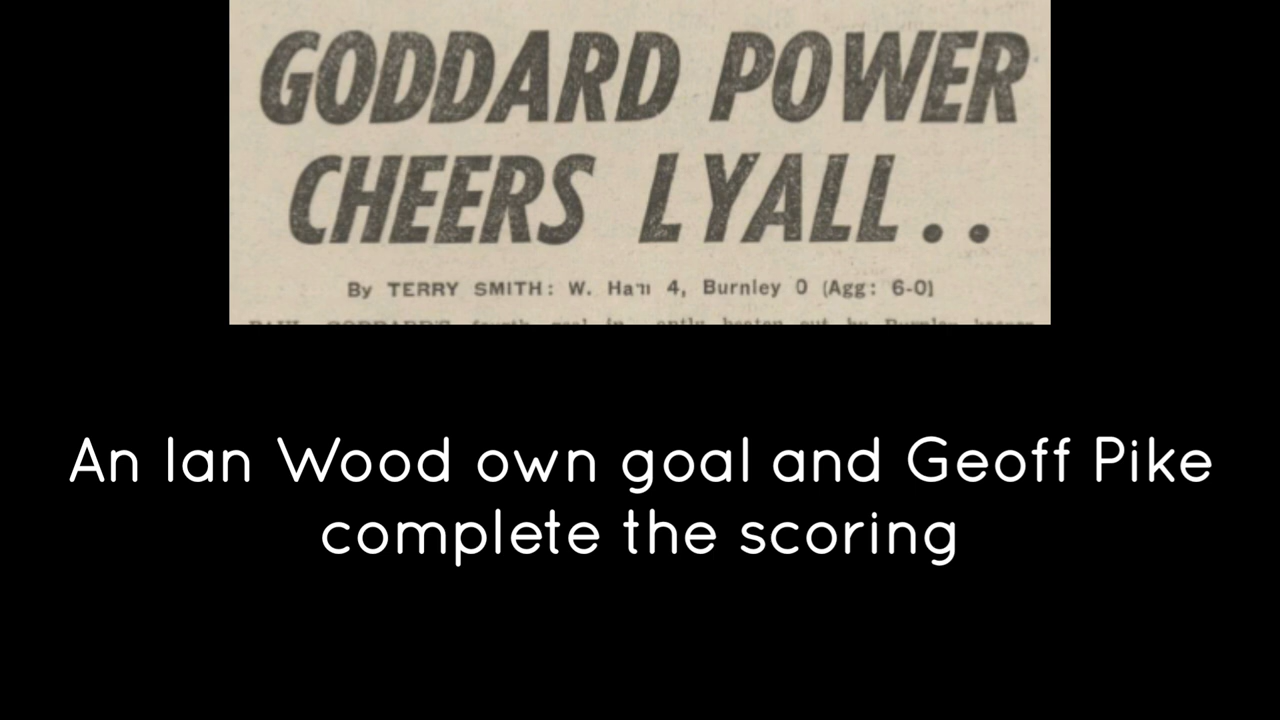 GODDARD POWER
CHEERS LYALL..
By TERRY SMITH: W. Ham 4, Burnley 0 (Agg: 6-0)
An Ian Wood own goal and Geoff Pike
complete the scoring